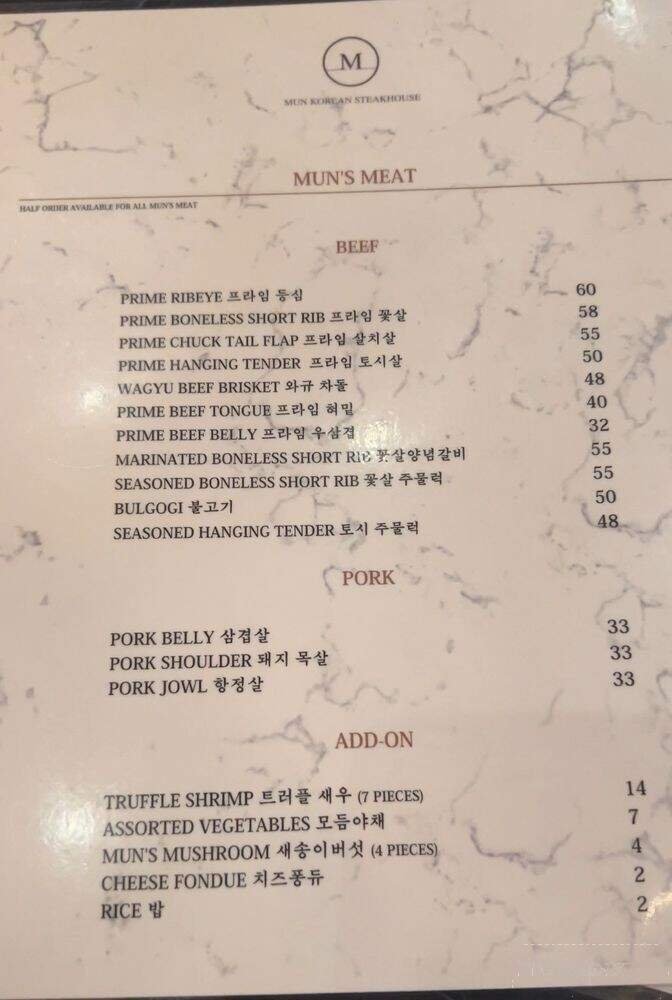 M
MUN KOREAN STEAKHOUSE
MUN'S MEAT
HALF ORDER AVAILABLE FOR ALL MUN'S MEAT
BEEF
PRIME RIBEYE 프라임 등심 60
PRIME BONELESS SHORT RIB 프라임 꽃살 58
PRIME CHUCK TAIL FLAP 프라임 살치살 55
PRIME HANGING TENDER 프라임 토시살 50
WAGYU BEEF BRISKET 와규 차돌 48
PRIME BEEF TONGUE 프라임 혀밑 40
PRIME BEEF BELLY 프라임 우삼겹 32
MARINATED BONELESS SHORT RIB 꽃살양념갈비 55
SEASONED BONELESS SHORT RIB 꽃살 주물럭 55
BULGOGI 불고기 50
SEASONED HANGING TENDER 토시 주물럭 48
PORK
PORK BELLY 삼겹살 33
PORK SHOULDER 돼지 목살 33
PORK JOWL 항정살 33
ADD-ON
TRUFFLE SHRIMP 트러플 새우 (7 PIECES) 14
ASSORTED VEGETABLES 모듬야채 7
MUN'S MUSHROOM 새송이버섯 (4 PIECES) 4
CHEESE FONDUE 치즈퐁듀 2
RICE 밥 2